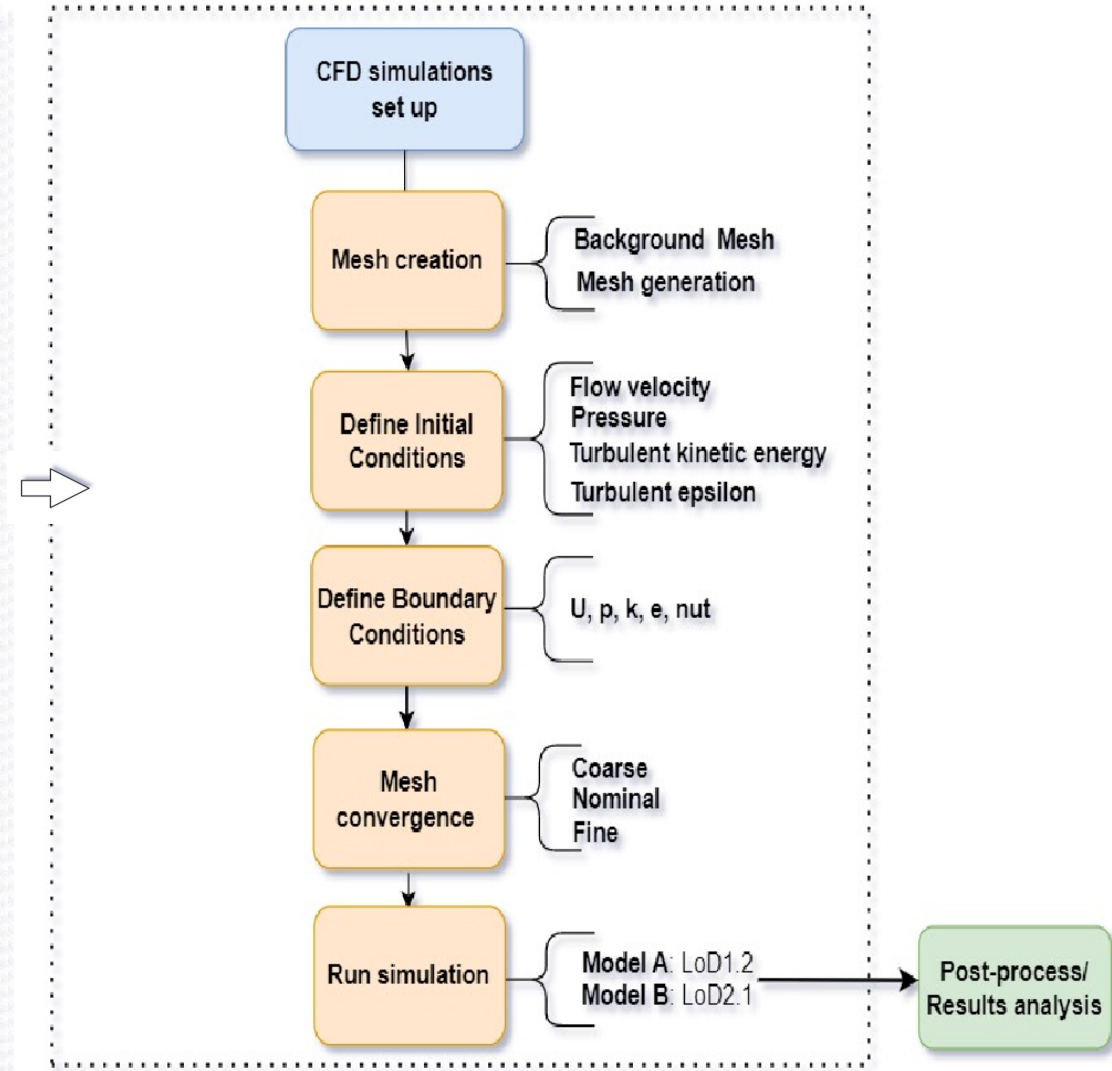 CFD simulations
set up
Mesh creation
Background Mesh
Mesh generation
Define Initial
Conditions
Flow velocity
Pressure
Turbulent kinetic energy
Turbulent epsilon
Define Boundary
Conditions
U, p, k, e, nut
Mesh
convergence
Coarse
Nominal
Fine
Run simulation
Model A: LoD1.2
Model B: LoD2.1
Post-process/
Results analysis